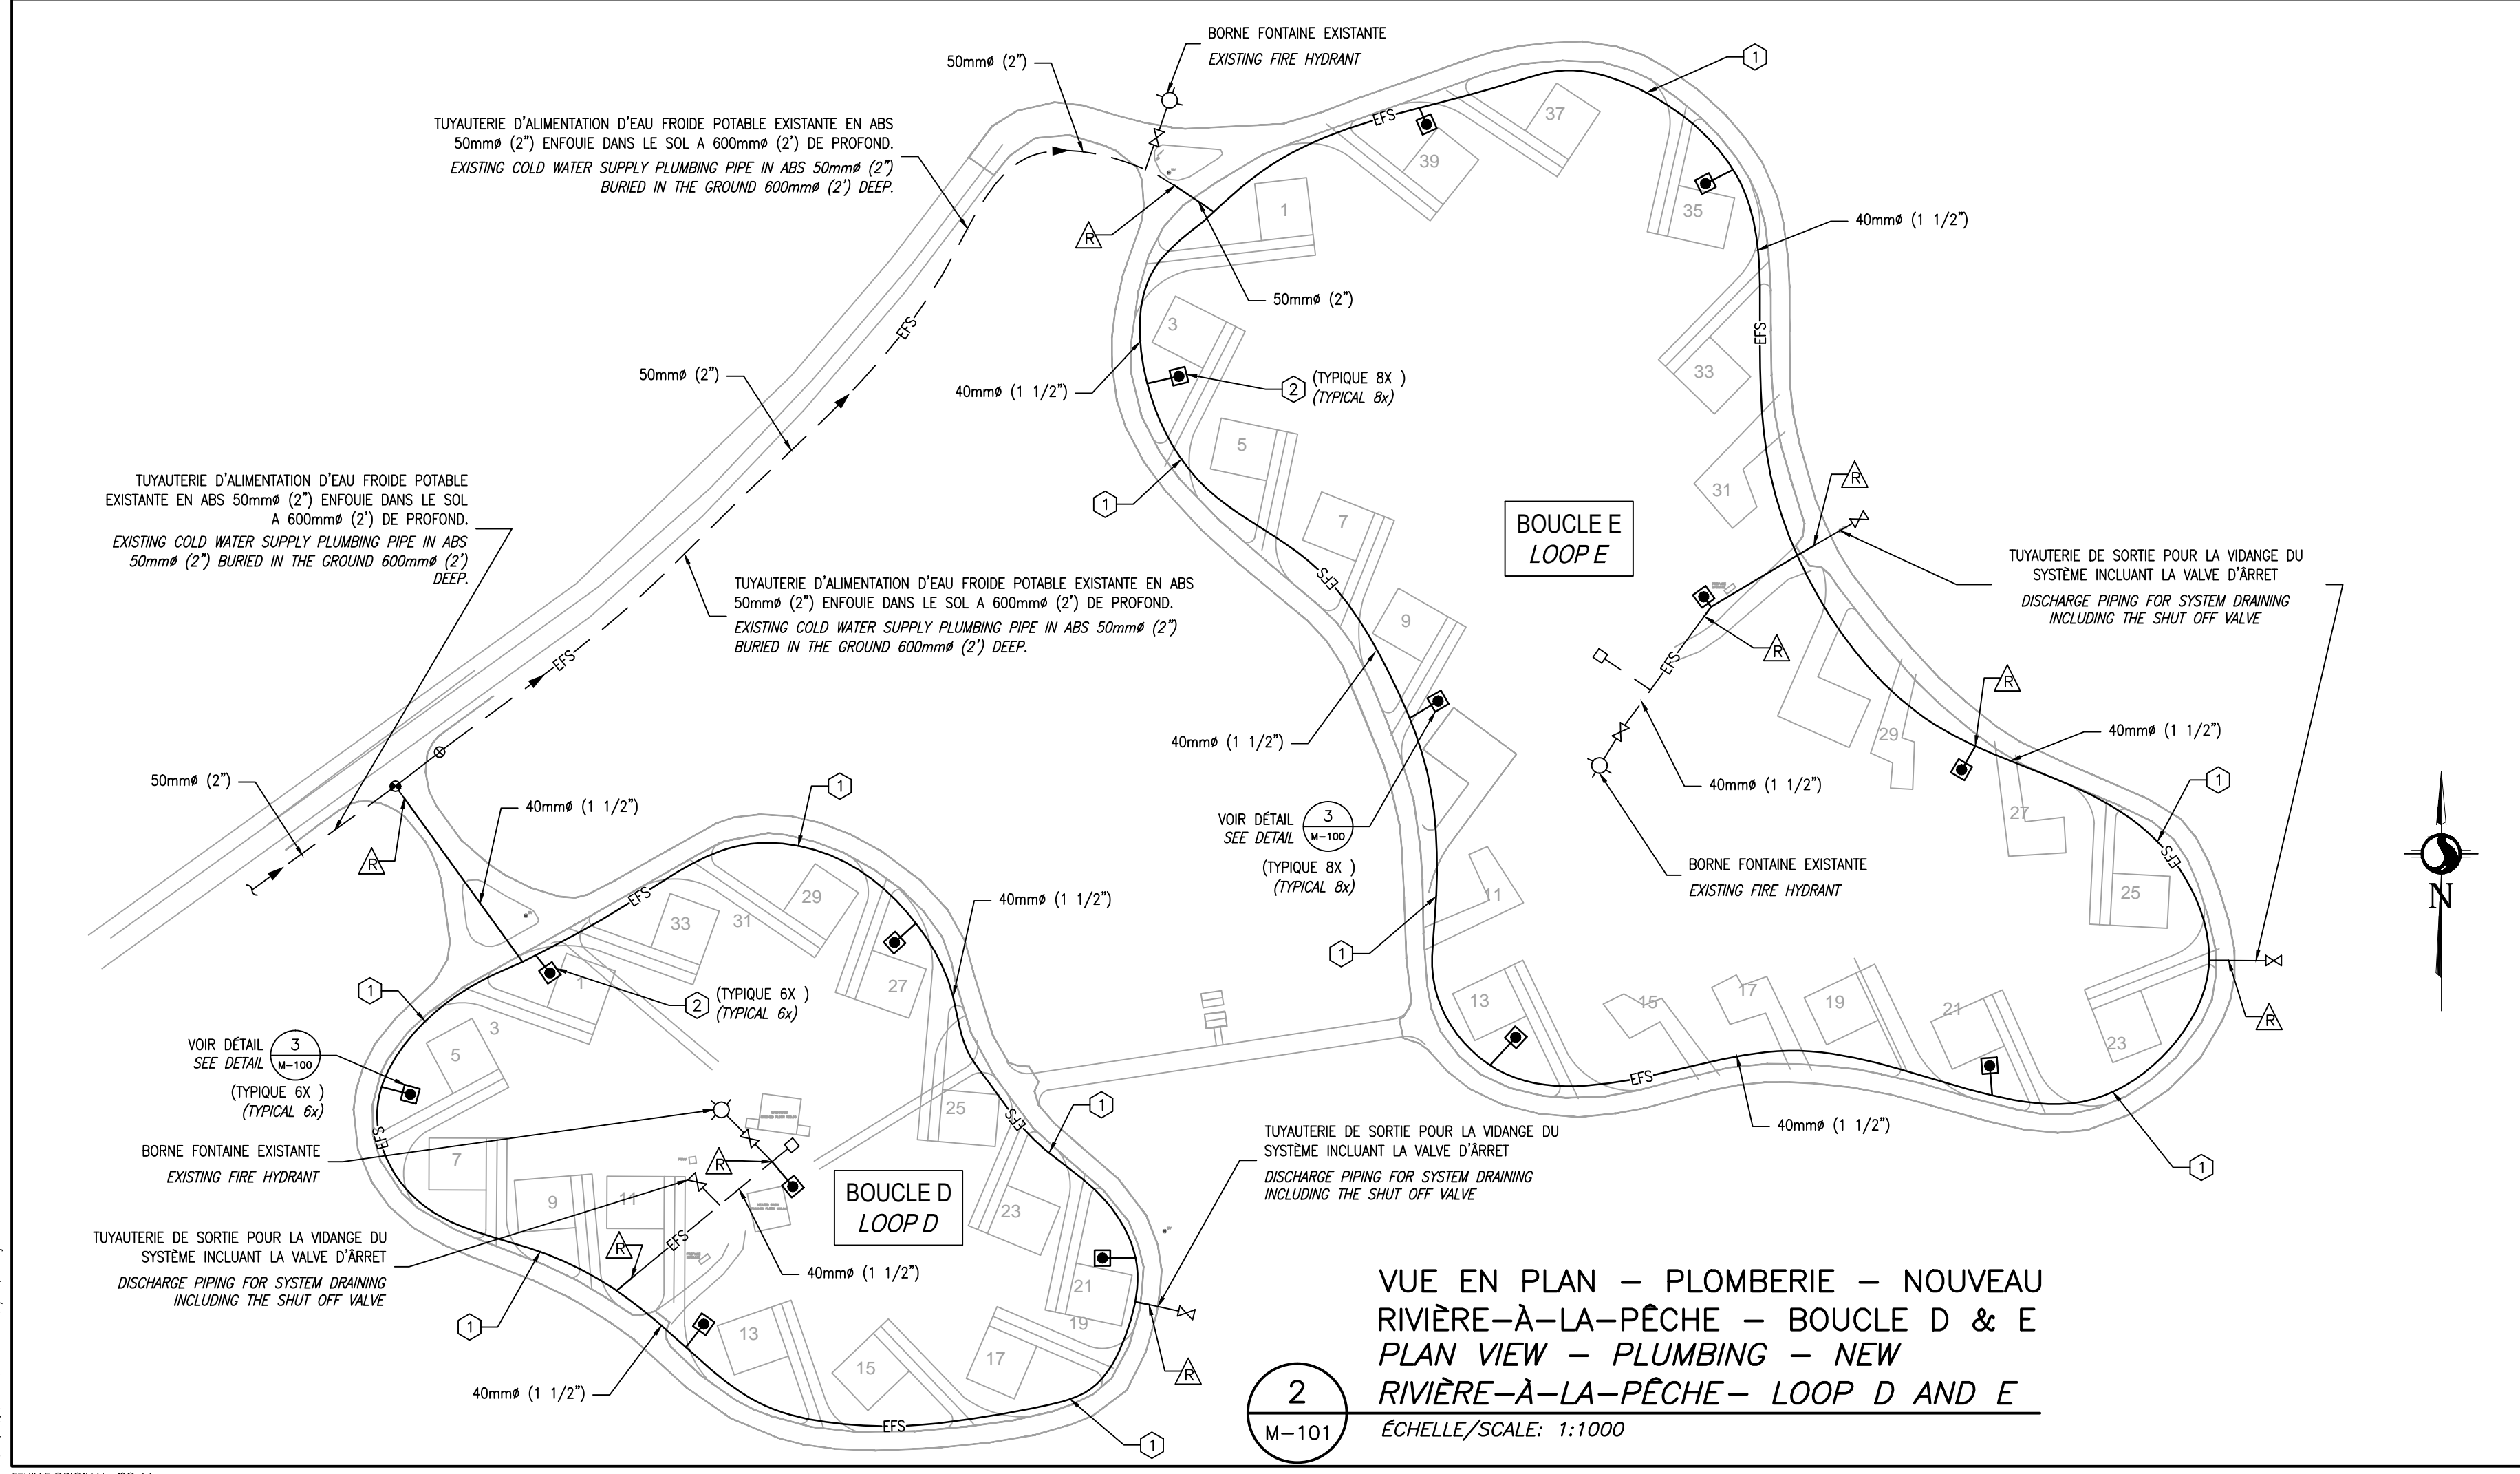 BORNE FONTAINE EXISTANTE
EXISTING FIRE HYDRANT
50mmø (2")
1
TUYAUTERIE D'ALIMENTATION D'EAU FROIDE POTABLE EXISTANTE EN ABS
50mmø (2") ENFOUIE DANS LE SOL A 600mmø (2') DE PROFOND.
EXISTING COLD WATER SUPPLY PLUMBING PIPE IN ABS 50mmø (2")
BURIED IN THE GROUND 600mmø (2') DEEP.
EFS
37
39
35
1
R
40mmø (1 1/2")
50mmø (2")
3
EFS
EFS
33
50mmø (2")
40mmø (1 1/2")
2
(TYPIQUE 8X )
(TYPICAL 8x)
5
1
7
31
R
BOUCLE E
LOOP E
TUYAUTERIE D'ALIMENTATION D'EAU FROIDE POTABLE
EXISTANTE EN ABS 50mmø (2") ENFOUIE DANS LE SOL
A 600mmø (2') DE PROFOND.
EXISTING COLD WATER SUPPLY PLUMBING PIPE IN ABS
50mmø (2") BURIED IN THE GROUND 600mmø (2')
DEEP.
TUYAUTERIE D'ALIMENTATION D'EAU FROIDE POTABLE EXISTANTE EN ABS
50mmø (2") ENFOUIE DANS LE SOL A 600mmø (2') DE PROFOND.
EXISTING COLD WATER SUPPLY PLUMBING PIPE IN ABS 50mmø (2")
BURIED IN THE GROUND 600mmø (2') DEEP.
EFS
TUYAUTERIE DE SORTIE POUR LA VIDANGE DU
SYSTÈME INCLUANT LA VALVE D'ÂRRET
DISCHARGE PIPING FOR SYSTEM DRAINING
INCLUDING THE SHUT OFF VALVE
9
EFS
EFS
R
R
40mmø (1 1/2")
29
40mmø (1 1/2")
40mmø (1 1/2")
1
50mmø (2")
40mmø (1 1/2")
1
VOIR DÉTAIL
SEE DETAIL
3
M-100
(TYPIQUE 8X )
(TYPICAL 8x)
27
EFS
R
BORNE FONTAINE EXISTANTE
EXISTING FIRE HYDRANT
25
11
N
EFS
29
33
31
40mmø (1 1/2")
1
27
1
1
2
(TYPIQUE 6X )
(TYPICAL 6x)
13
15
17
19
21
23
R
3
5
VOIR DÉTAIL
SEE DETAIL
3
M-100
(TYPIQUE 6X )
(TYPICAL 6x)
EFS
25
EFS
1
40mmø (1 1/2")
1
EFS
BORNE FONTAINE EXISTANTE
EXISTING FIRE HYDRANT
7
R
9
11
BOUCLE D
LOOP D
23
TUYAUTERIE DE SORTIE POUR LA VIDANGE DU
SYSTÈME INCLUANT LA VALVE D'ÂRRET
DISCHARGE PIPING FOR SYSTEM DRAINING
INCLUDING THE SHUT OFF VALVE
TUYAUTERIE DE SORTIE POUR LA VIDANGE DU
SYSTÈME INCLUANT LA VALVE D'ÂRRET
DISCHARGE PIPING FOR SYSTEM DRAINING
INCLUDING THE SHUT OFF VALVE
R
EFS
40mmø (1 1/2")
21
19
1
13
15
17
R
40mmø (1 1/2")
EFS
1
VUE EN PLAN – PLOMBERIE – NOUVEAU
RIVIÈRE–À–LA–PÊCHE – BOUCLE D & E
PLAN VIEW – PLUMBING – NEW
RIVIÈRE–À–LA–PÊCHE– LOOP D AND E
2
M-101
ÉCHELLE/SCALE: 1:1000